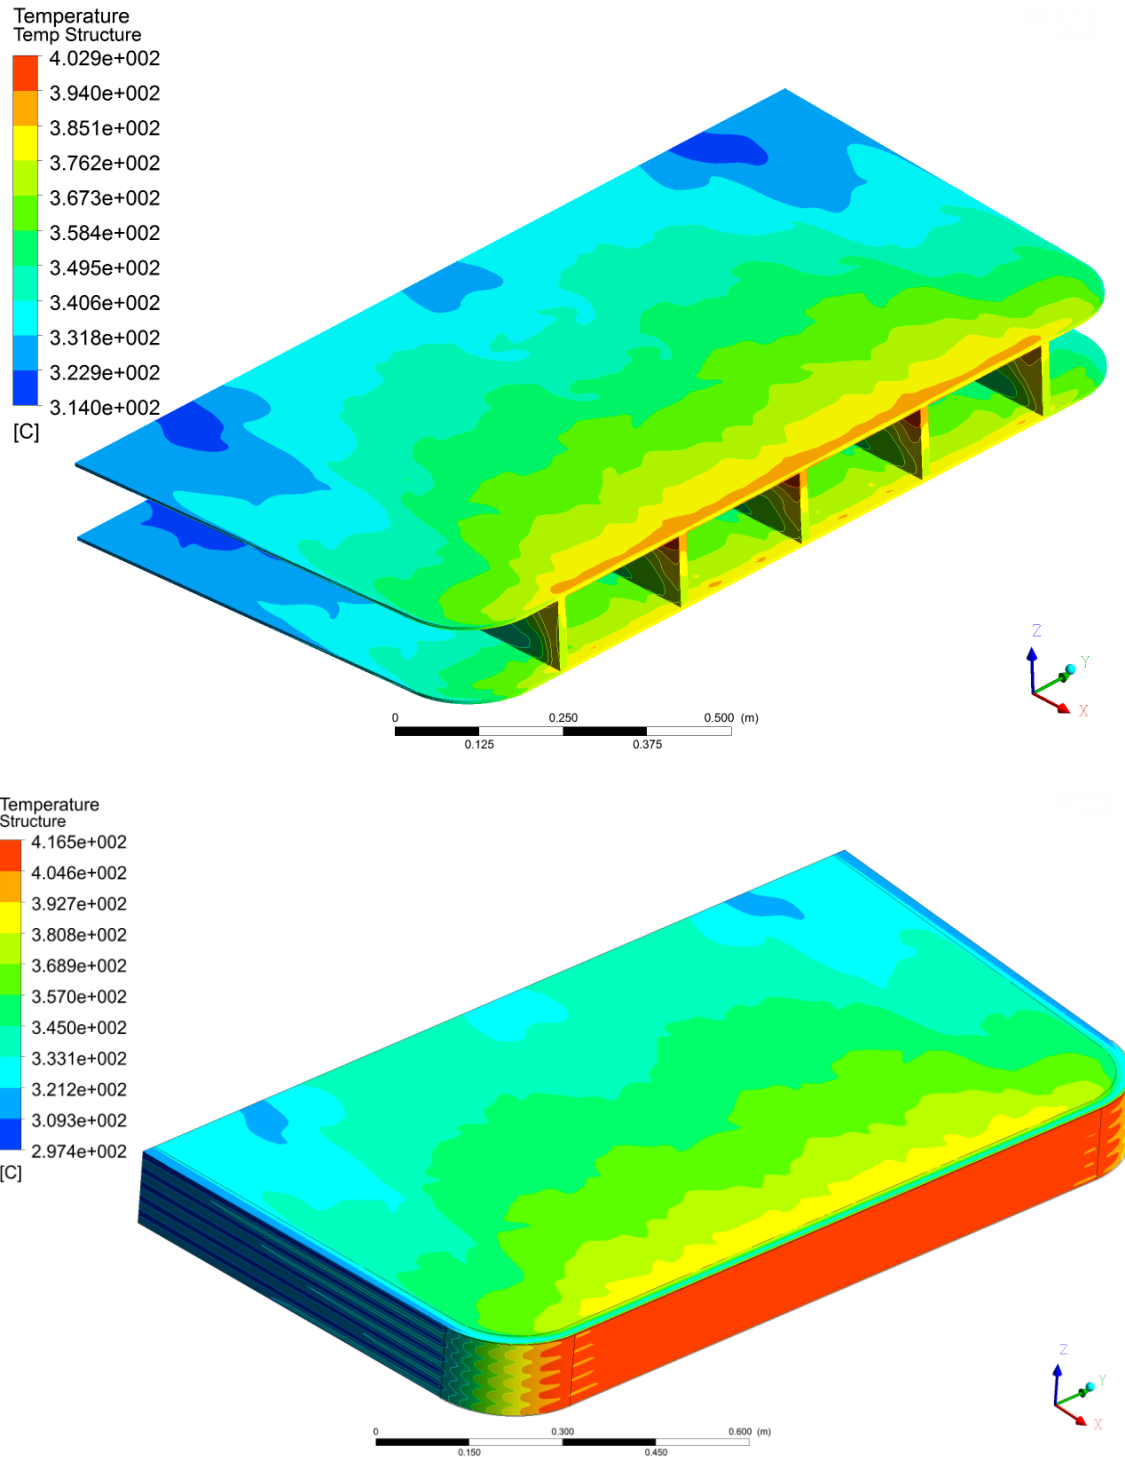 Temperature
Temp Structure
4.029e+002
3.940e+002
3.851e+002
3.762e+002
3.673e+002
3.584e+002
3.495e+002
3.406e+002
3.318e+002
3.229e+002
3.140e+002
[C]
Z
Y
X
0 0.250 0.500 (m)
0.125 0.375
Temperature
Structure
4.165e+002
4.046e+002
3.927e+002
3.808e+002
3.689e+002
3.570e+002
3.450e+002
3.331e+002
3.212e+002
3.093e+002
2.974e+002
[C]
Z
Y
X
0 0.300 0.600 (m)
0.150 0.450